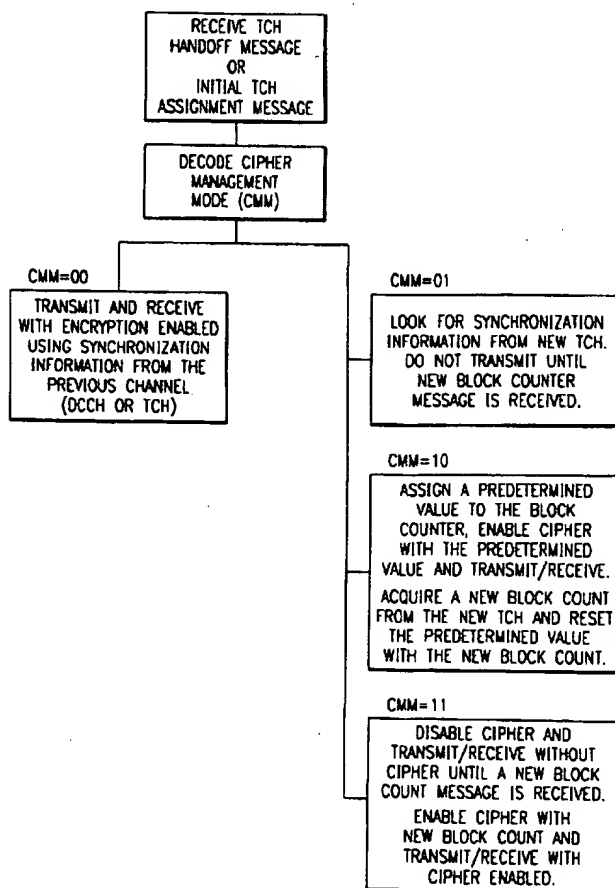 RECEIVE TCH
HANDOFF MESSAGE
OR
INITIAL TCH
ASSIGNMENT MESSAGE
DECODE CIPHER
MANAGEMENT
MODE (CMM)
CMM=00
TRANSMIT AND RECEIVE
WITH ENCRYPTION ENABLED
USING SYNCHRONIZATION
INFORMATION FROM THE
PREVIOUS CHANNEL
(DCCH OR TCH)
CMM=01
LOOK FOR SYNCHRONIZATION
INFORMATION FROM NEW TCH.
DO NOT TRANSMIT UNTIL
NEW BLOCK COUNTER
MESSAGE IS RECEIVED.
CMM=10
ASSIGN A PREDETERMINED
VALUE TO THE BLOCK
COUNTER, ENABLE CIPHER
WITH THE PREDETERMINED
VALUE AND TRANSMIT/RECEIVE.
ACQUIRE A NEW BLOCK COUNT
FROM THE NEW TCH AND RESET
THE PREDETERMINED VALUE
WITH THE NEW BLOCK COUNT.
CMM=11
DISABLE CIPHER AND
TRANSMIT/RECEIVE WITHOUT
CIPHER UNTIL A NEW BLOCK
COUNT MESSAGE IS RECEIVED.
ENABLE CIPHER WITH
NEW BLOCK COUNT AND
TRANSMIT/RECEIVE WITH
CIPHER ENABLED.